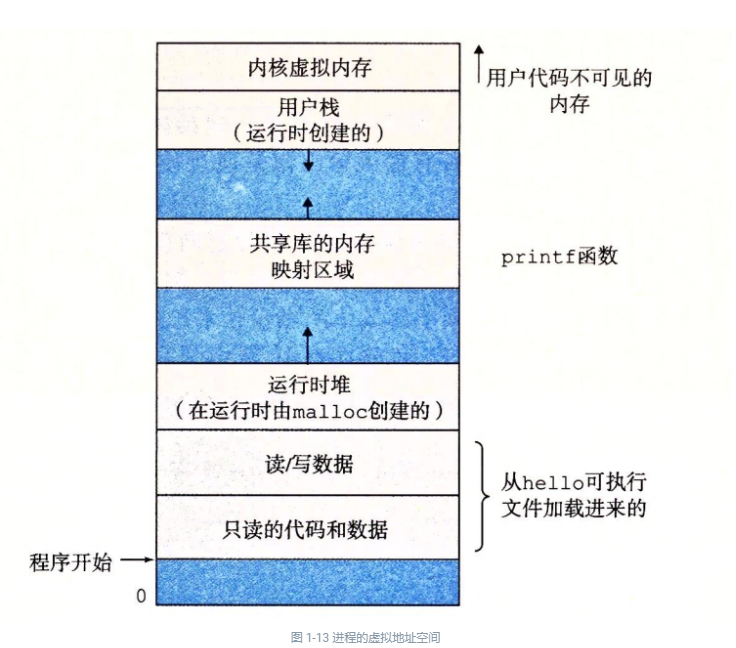 内核虚拟内存
用户代码不可见的
内存
用户栈
（运行时创建的）
共享库的内存
映射区域
printf函数
运行时堆
（在运行时由malloc创建的）
读/写数据
从hello可执行
文件加载进来的
只读的代码和数据
程序开始
0
图 1-13 进程的虚拟地址空间